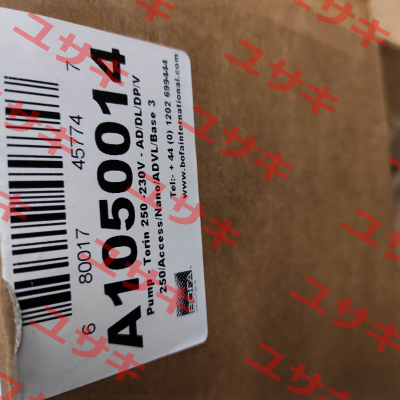 6 80017 45774 7
A1050014
Pump - Torin 250 -230V - AD/DL/DP/V
250/Access/Nano/ADVL/Base 3
Tel:- + 44 (0) 1202 699444
www.bofainternational.com
BOFA
ユサキ
ユサキ
ユサキ
ユサキ
ユサキ
ユサキ
ユサキ
ユサキ